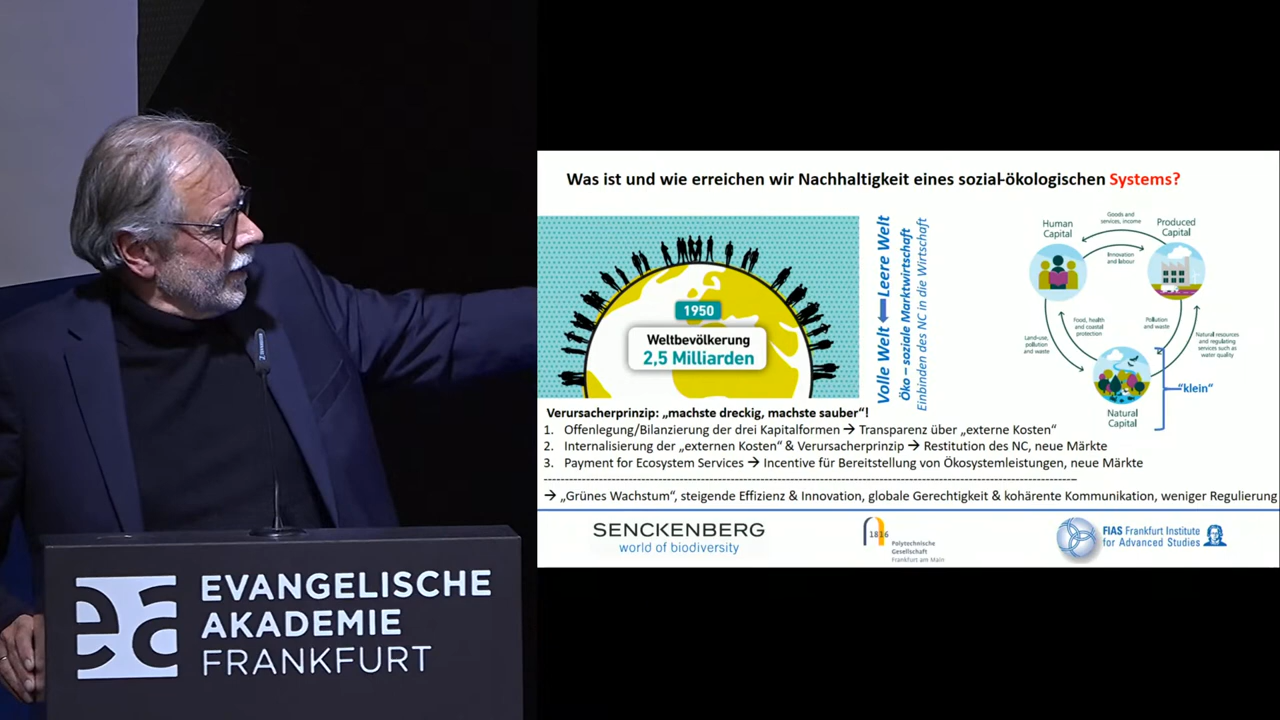 Was ist und wie erreichen wir Nachhaltigkeit eines sozial-ökologischen Systems?
1950
Weltbevölkerung
2,5 Milliarden
Volle Welt ⬌ Leere Welt
Öko – soziale Marktwirtschaft
Einbinden des NC in die Wirtschaft
Human
Capital
Goods and
services, income
Produced
Capital
Innovation
and labour
Food, health
and coastal
protection
Pollution
and waste
Land-use,
pollution
and waste
Natural resources
and regulating
services such as
water quality
"klein"
Natural
Capital
Verursacherprinzip: „machste dreckig, machste sauber“!
1. Offenlegung/Bilanzierung der drei Kapitalformen → Transparenz über „externe Kosten“
2. Internalisierung der „externen Kosten“ & Verursacherprinzip → Restitution des NC, neue Märkte
3. Payment for Ecosystem Services → Incentive für Bereitstellung von Ökosystemleistungen, neue Märkte
→ „Grünes Wachstum“, steigende Effizienz & Innovation, globale Gerechtigkeit & kohärente Kommunikation, weniger Regulierung
SENCKENBERG
world of biodiversity
1816
Polytechnische
Gesellschaft
Frankfurt am Main
FIAS Frankfurt Institute
for Advanced Studies
ea
EVANGELISCHE
AKADEMIE
FRANKFURT